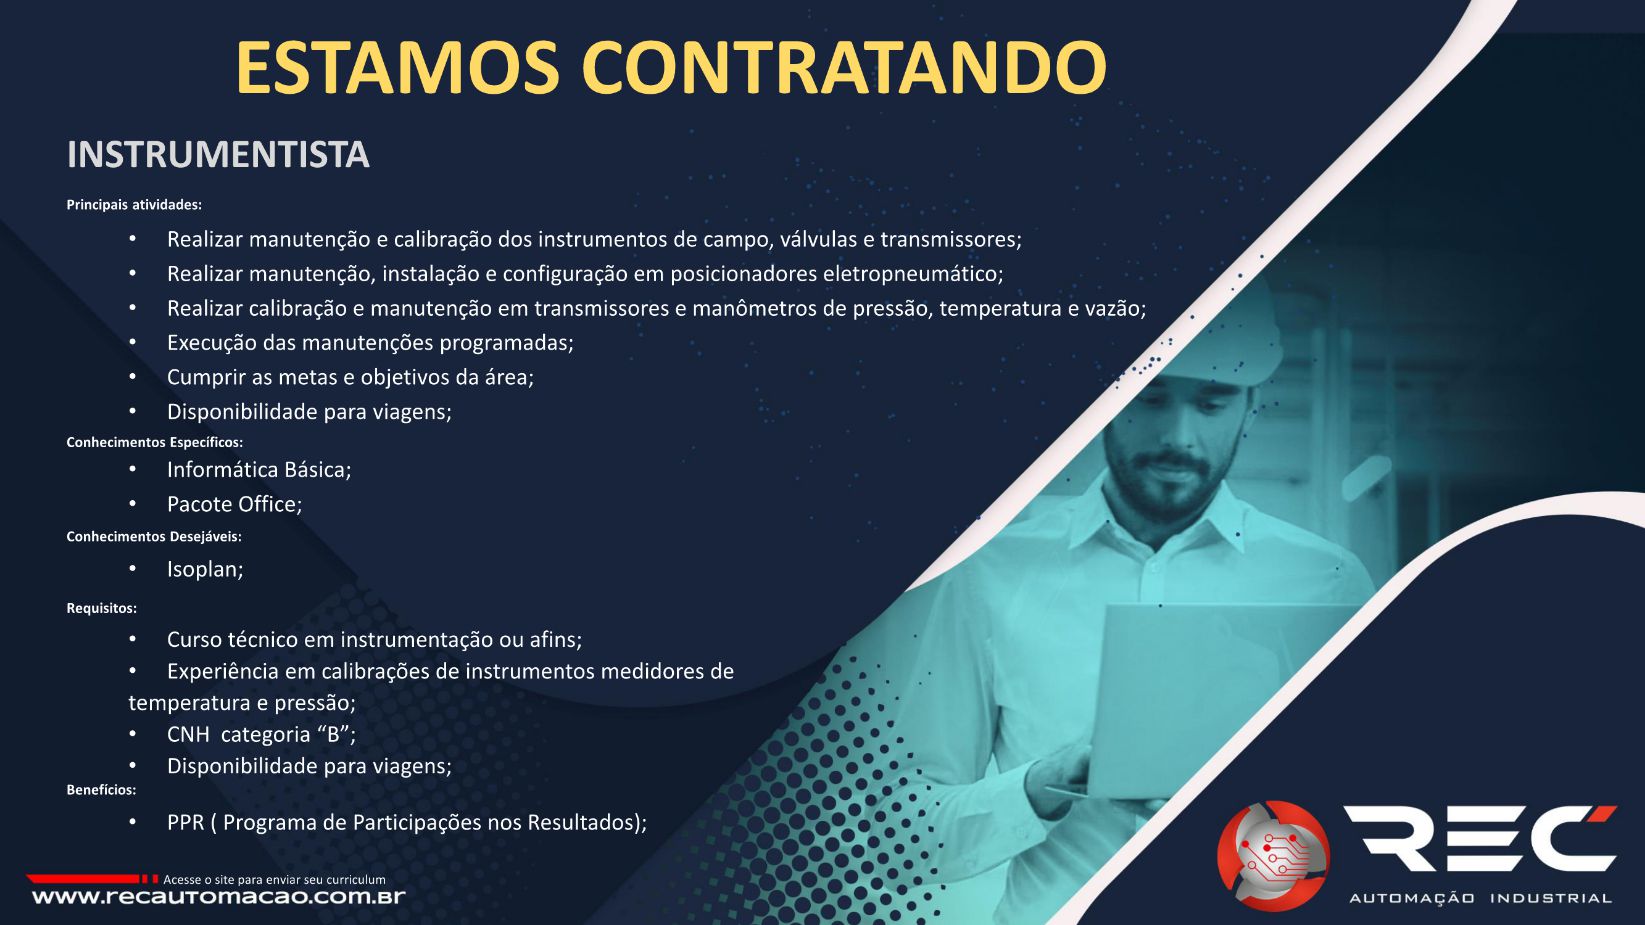 ESTAMOS CONTRATANDO
INSTRUMENTISTA
Principais atividades:
• Realizar manutenção e calibração dos instrumentos de campo, válvulas e transmissores;
• Realizar manutenção, instalação e configuração em posicionadores eletropneumático;
• Realizar calibração e manutenção em transmissores e manômetros de pressão, temperatura e vazão;
• Execução das manutenções programadas;
• Cumprir as metas e objetivos da área;
• Disponibilidade para viagens;
Conhecimentos Específicos:
• Informática Básica;
• Pacote Office;
Conhecimentos Desejáveis:
• Isoplan;
Requisitos:
• Curso técnico em instrumentação ou afins;
• Experiência em calibrações de instrumentos medidores de
temperatura e pressão;
• CNH categoria “B”;
• Disponibilidade para viagens;
Benefícios:
• PPR ( Programa de Participações nos Resultados);
Acesse o site para enviar seu curriculum
www.recautomacao.com.br
REC
AUTOMAÇÃO INDUSTRIAL